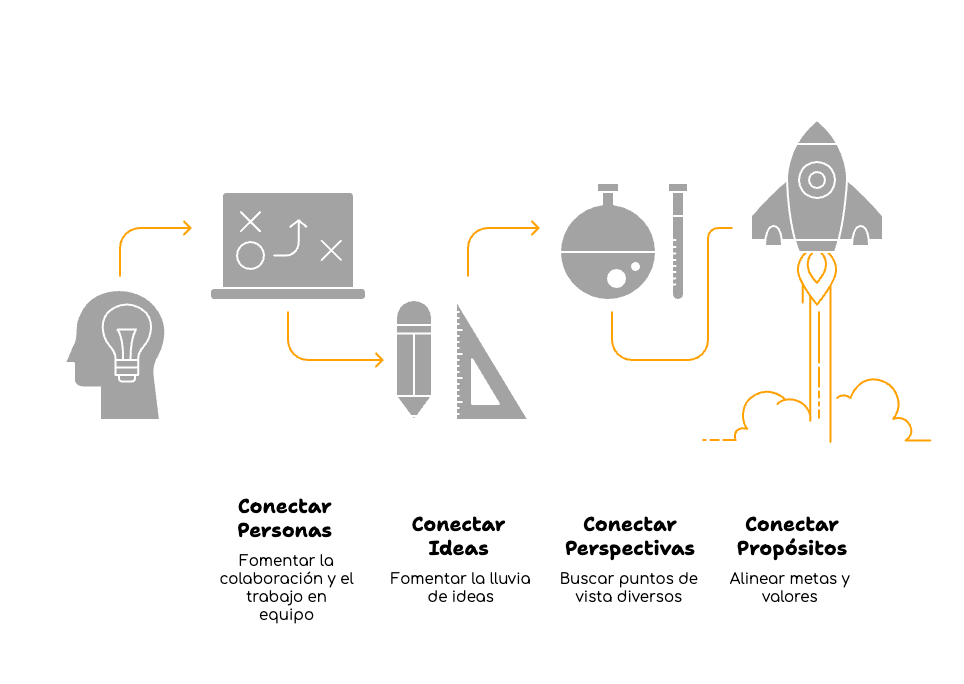 Conectar
Personas
Fomentar la
colaboración y el
trabajo en
equipo
Conectar
Ideas
Fomentar la lluvia
de ideas
Conectar
Perspectivas
Buscar puntos de
vista diversos
Conectar
Propósitos
Alinear metas y
valores